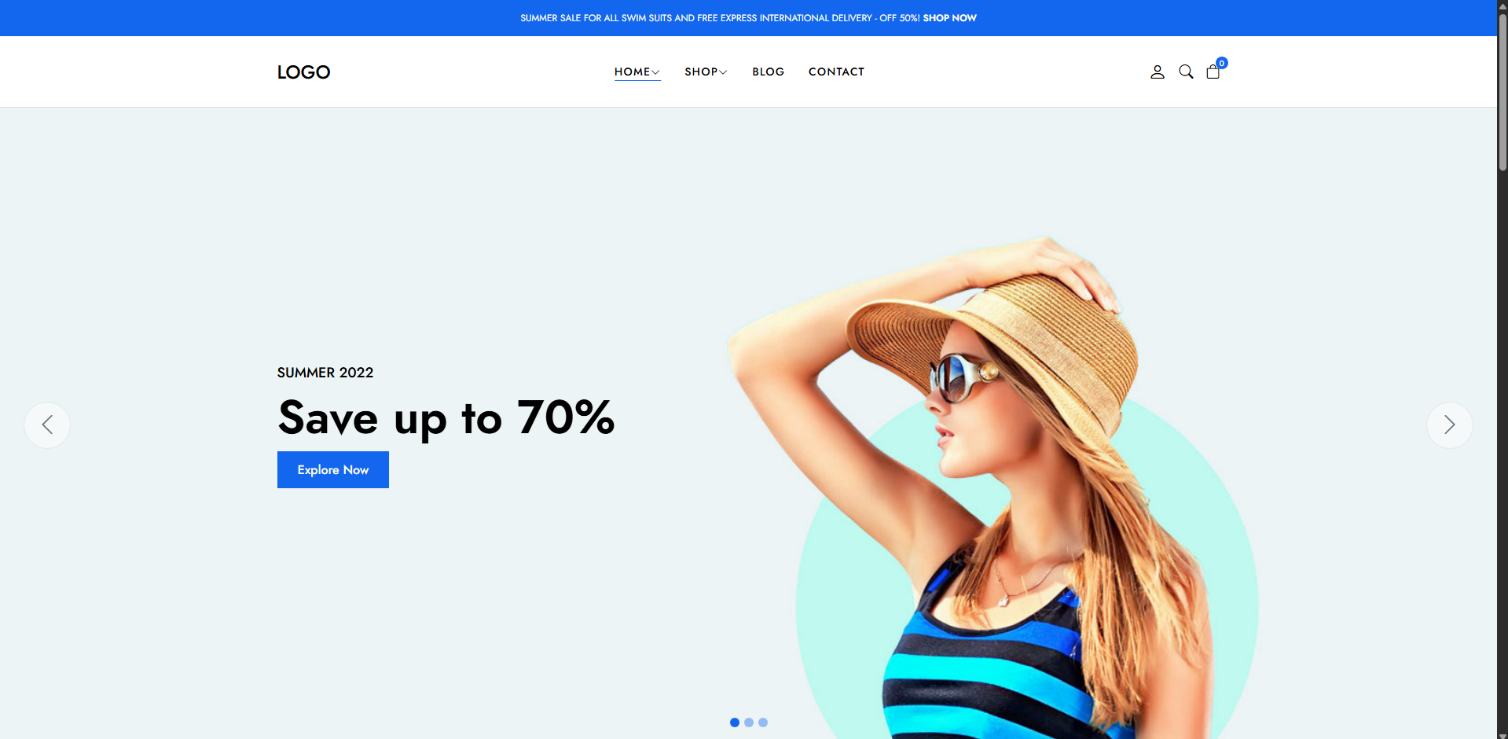 SUMMER SALE FOR ALL SWIM SUITS AND FREE EXPRESS INTERNATIONAL DELIVERY - OFF 50%! SHOP NOW
LOGO
HOME
SHOP
BLOG
CONTACT
0
SUMMER 2022
Save up to 70%
Explore Now